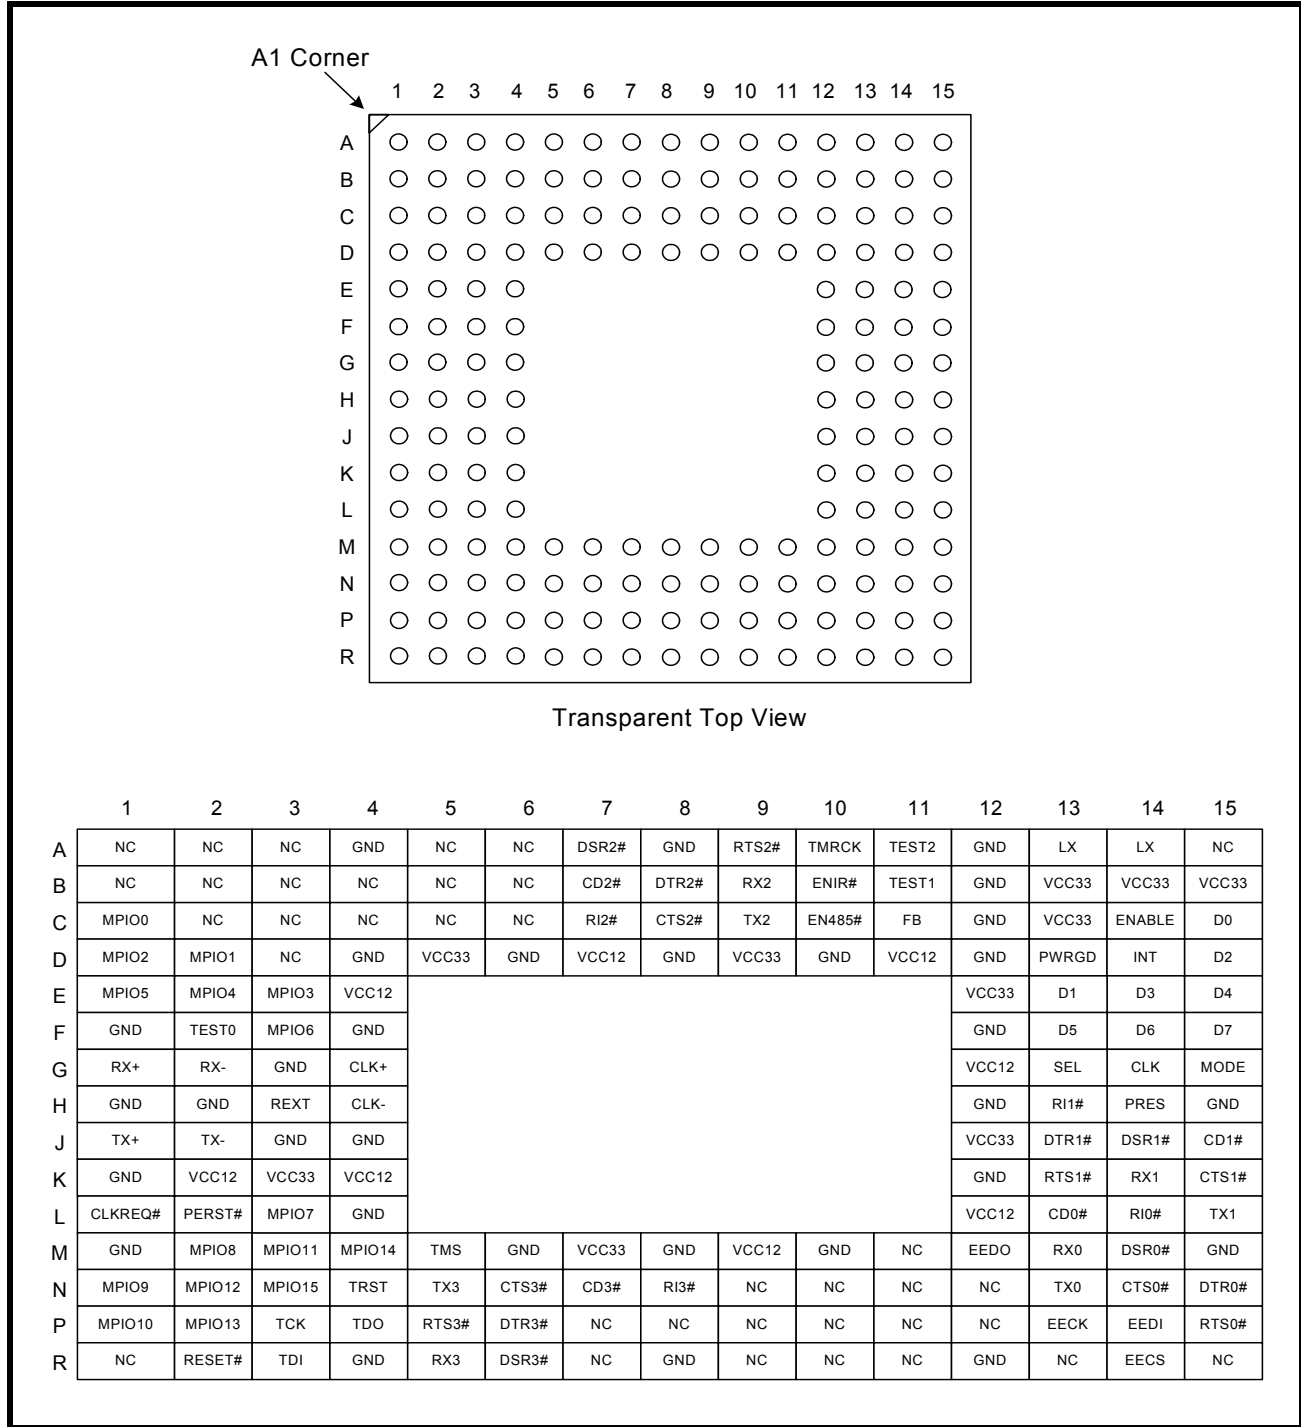 A1 Corner
1 2 3 4 5 6 7 8 9 10 11 12 13 14 15
A
B
C
D
E
F
G
H
J
K
L
M
N
P
R
Transparent Top View
1 2 3 4 5 6 7 8 9 10 11 12 13 14 15
A NC NC NC GND NC NC DSR2# GND RTS2# TMRCK TEST2 GND LX LX NC
B NC NC NC NC NC NC CD2# DTR2# RX2 ENIR# TEST1 GND VCC33 VCC33 VCC33
C MPIO0 NC NC NC NC NC RI2# CTS2# TX2 EN485# FB GND VCC33 ENABLE D0
D MPIO2 MPIO1 NC GND VCC33 GND VCC12 GND VCC33 GND VCC12 GND PWRGD INT D2
E MPIO5 MPIO4 MPIO3 VCC12 VCC33 D1 D3 D4
F GND TEST0 MPIO6 GND GND D5 D6 D7
G RX+ RX- GND CLK+ VCC12 SEL CLK MODE
H GND GND REXT CLK- GND RI1# PRES GND
J TX+ TX- GND GND VCC33 DTR1# DSR1# CD1#
K GND VCC12 VCC33 VCC12 GND RTS1# RX1 CTS1#
L CLKREQ# PERST# MPIO7 GND VCC12 CD0# RI0# TX1
M GND MPIO8 MPIO11 MPIO14 TMS GND VCC33 GND VCC12 GND NC EEDO RX0 DSR0# GND
N MPIO9 MPIO12 MPIO15 TRST TX3 CTS3# CD3# RI3# NC NC NC NC TX0 CTS0# DTR0#
P MPIO10 MPIO13 TCK TDO RTS3# DTR3# NC NC NC NC NC NC EECK EEDI RTS0#
R NC RESET# TDI GND RX3 DSR3# NC GND NC NC NC GND NC EECS NC